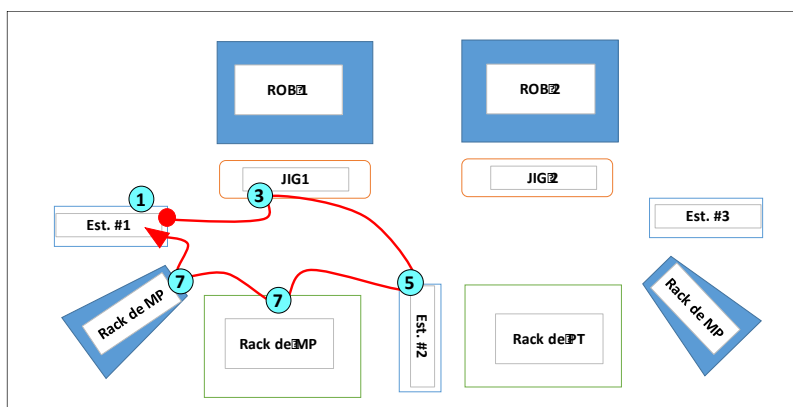 ROB 1
ROB 2
JIG1
JIG 2
1
3
Est. #1
Est. #3
7
7
5
Rack de MP
Rack de MP
Est. #2
Rack de PT
Rack de MP